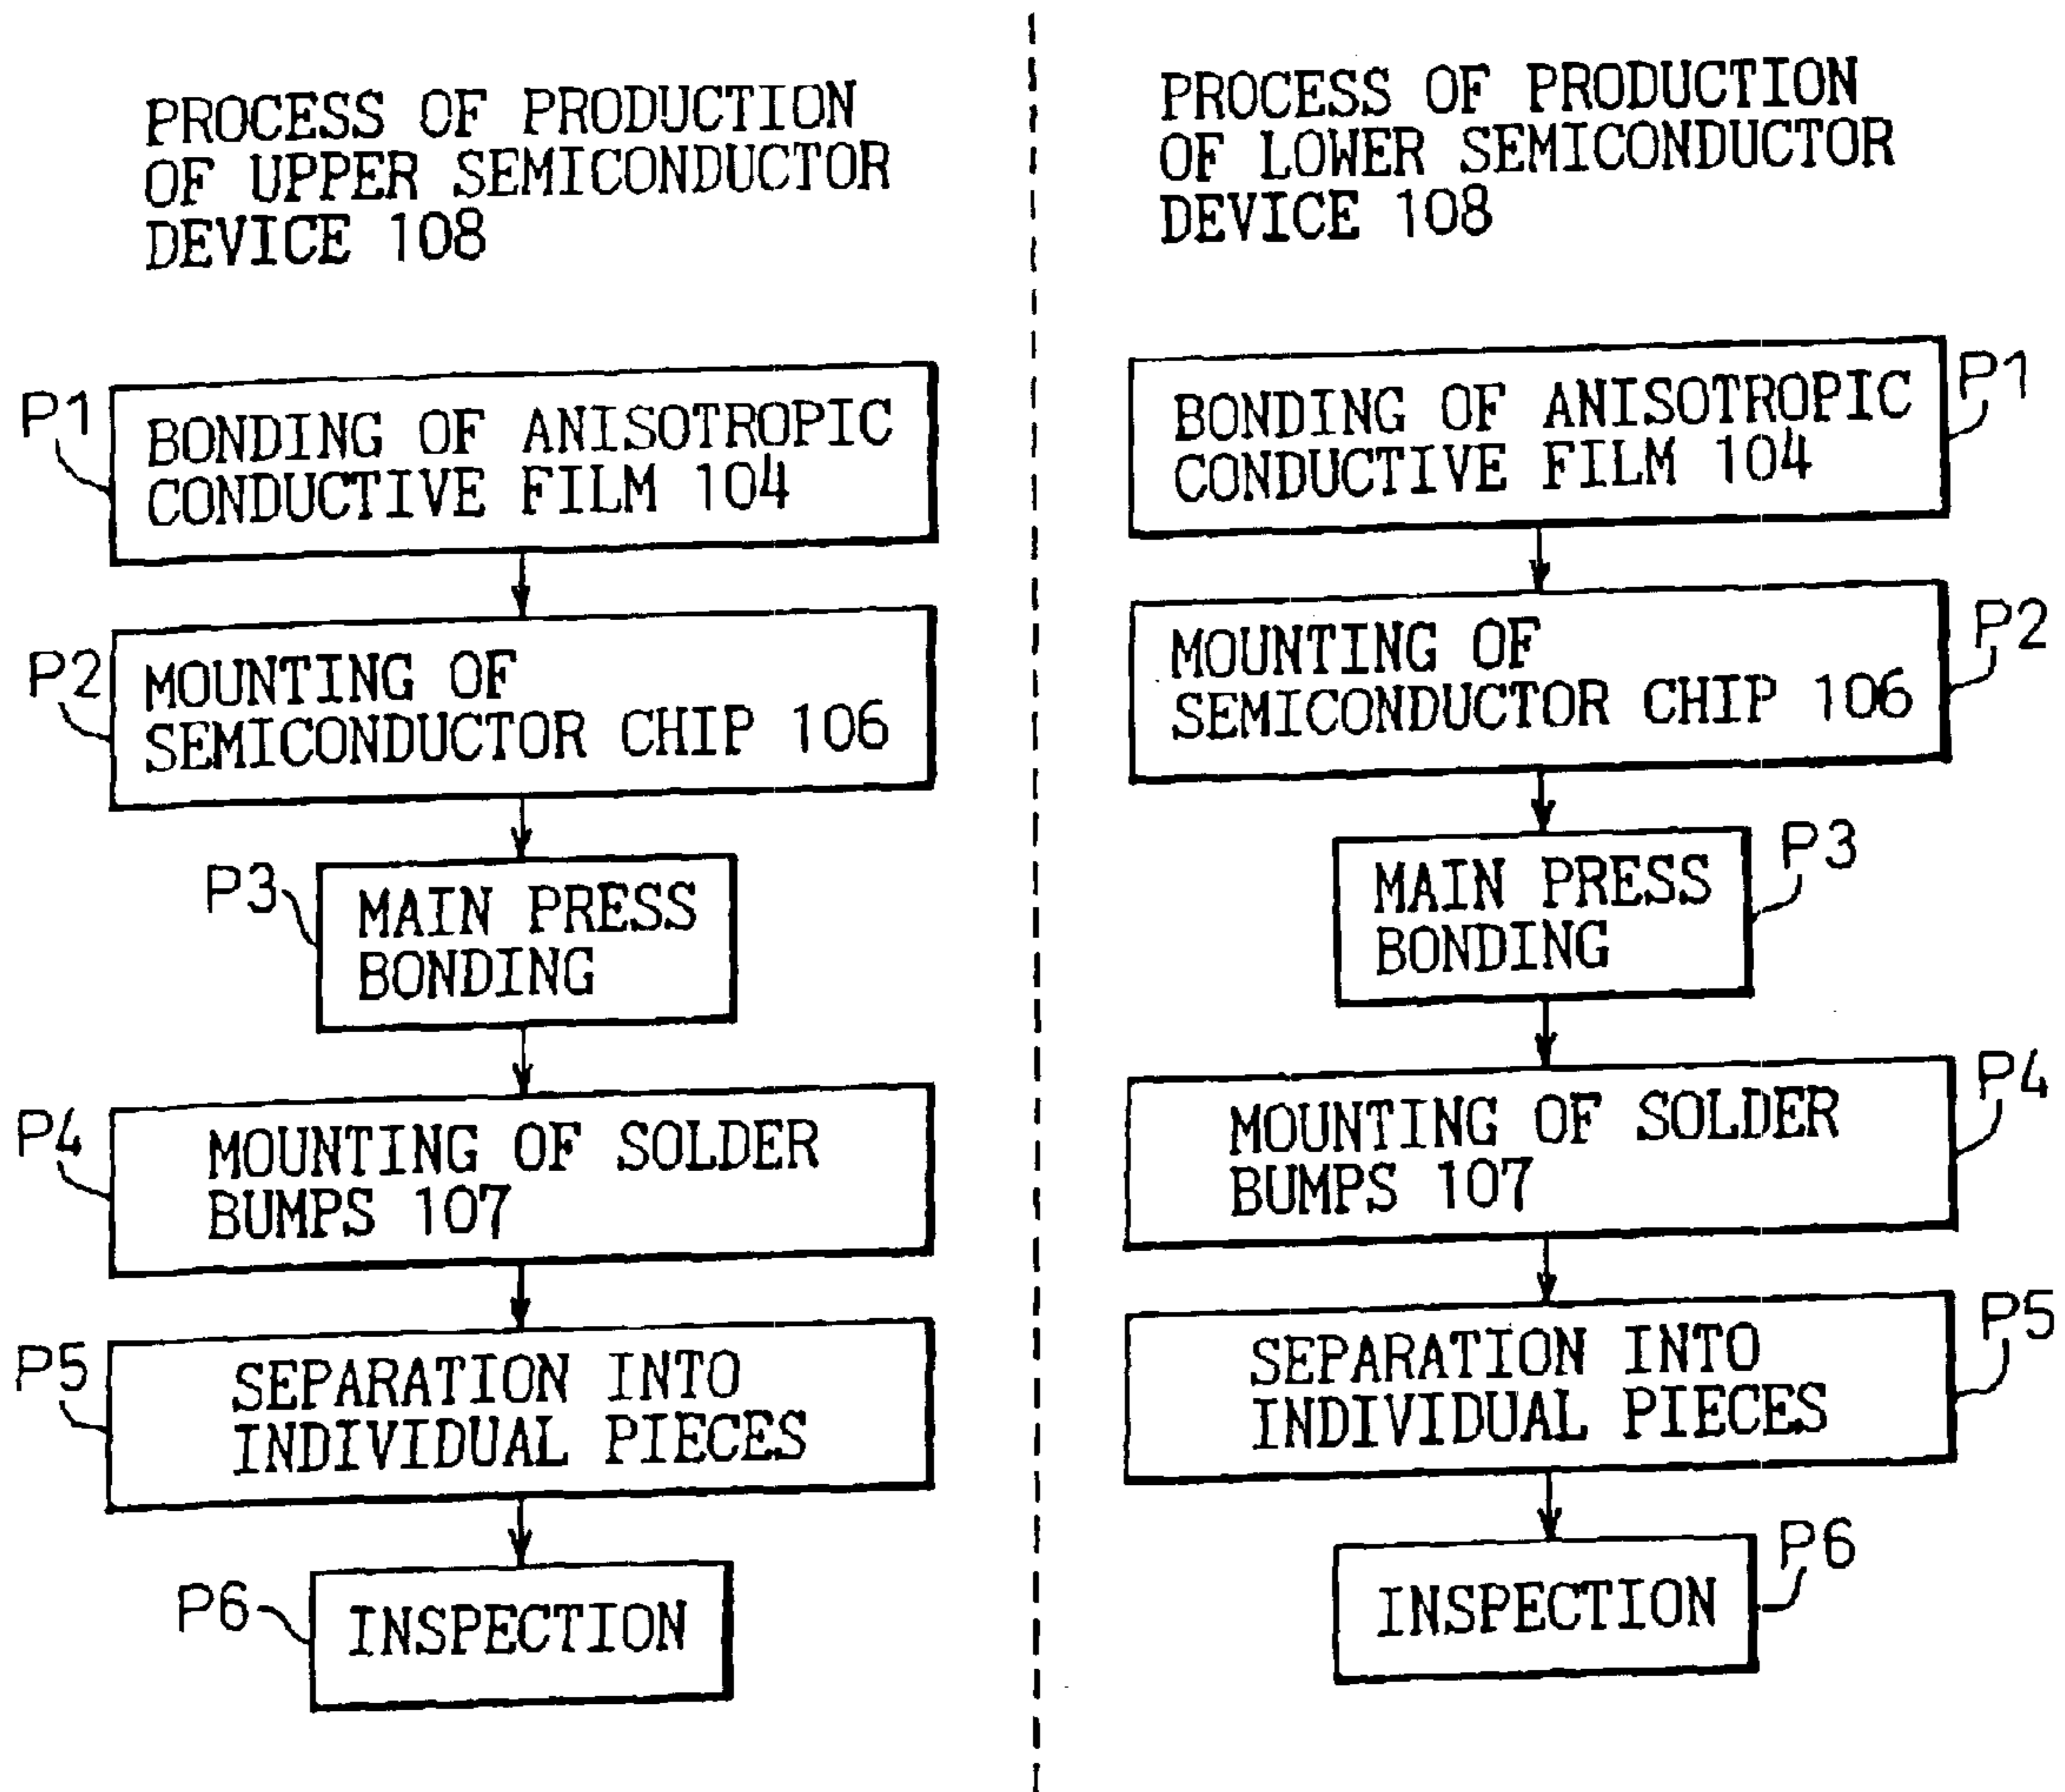 PROCESS OF PRODUCTION
OF UPPER SEMICONDUCTOR
DEVICE 108
P1
BONDING OF ANISOTROPIC
CONDUCTIVE FILM 104
P2
MOUNTING OF
SEMICONDUCTOR CHIP 106
P3
MAIN PRESS
BONDING
P4
MOUNTING OF SOLDER
BUMPS 107
P5
SEPARATION INTO
INDIVIDUAL PIECES
P6
INSPECTION
PROCESS OF PRODUCTION
OF LOWER SEMICONDUCTOR
DEVICE 108
P1
BONDING OF ANISOTROPIC
CONDUCTIVE FILM 104
P2
MOUNTING OF
SEMICONDUCTOR CHIP 106
P3
MAIN PRESS
BONDING
P4
MOUNTING OF SOLDER
BUMPS 107
P5
SEPARATION INTO
INDIVIDUAL PIECES
P6
INSPECTION